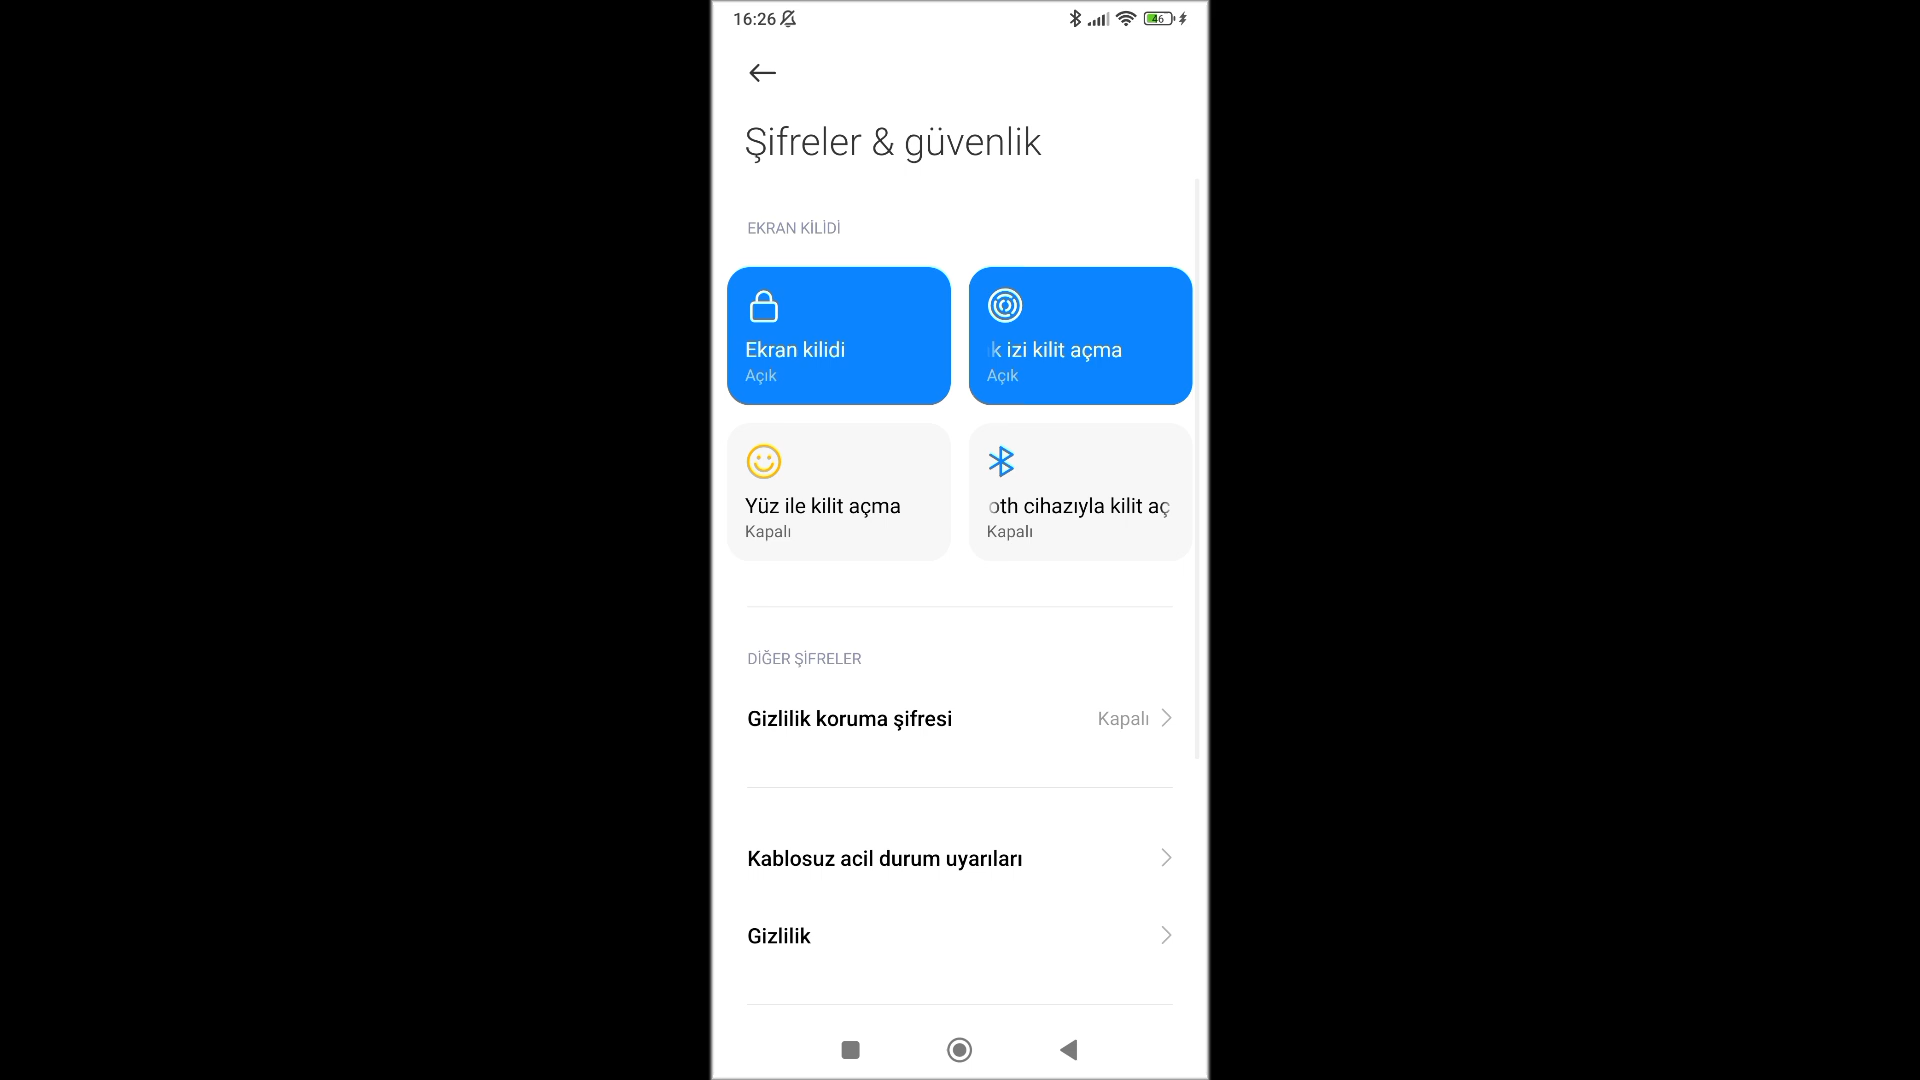 16:26
46
Şifreler & güvenlik
EKRAN KİLİDİ
Ekran kilidi
Açık
k izi kilit açma
Açık
Yüz ile kilit açma
Kapalı
oth cihazıyla kilit aç
Kapalı
DİĞER ŞİFRELER
Gizlilik koruma şifresi
Kapalı
Kablosuz acil durum uyarıları
Gizlilik